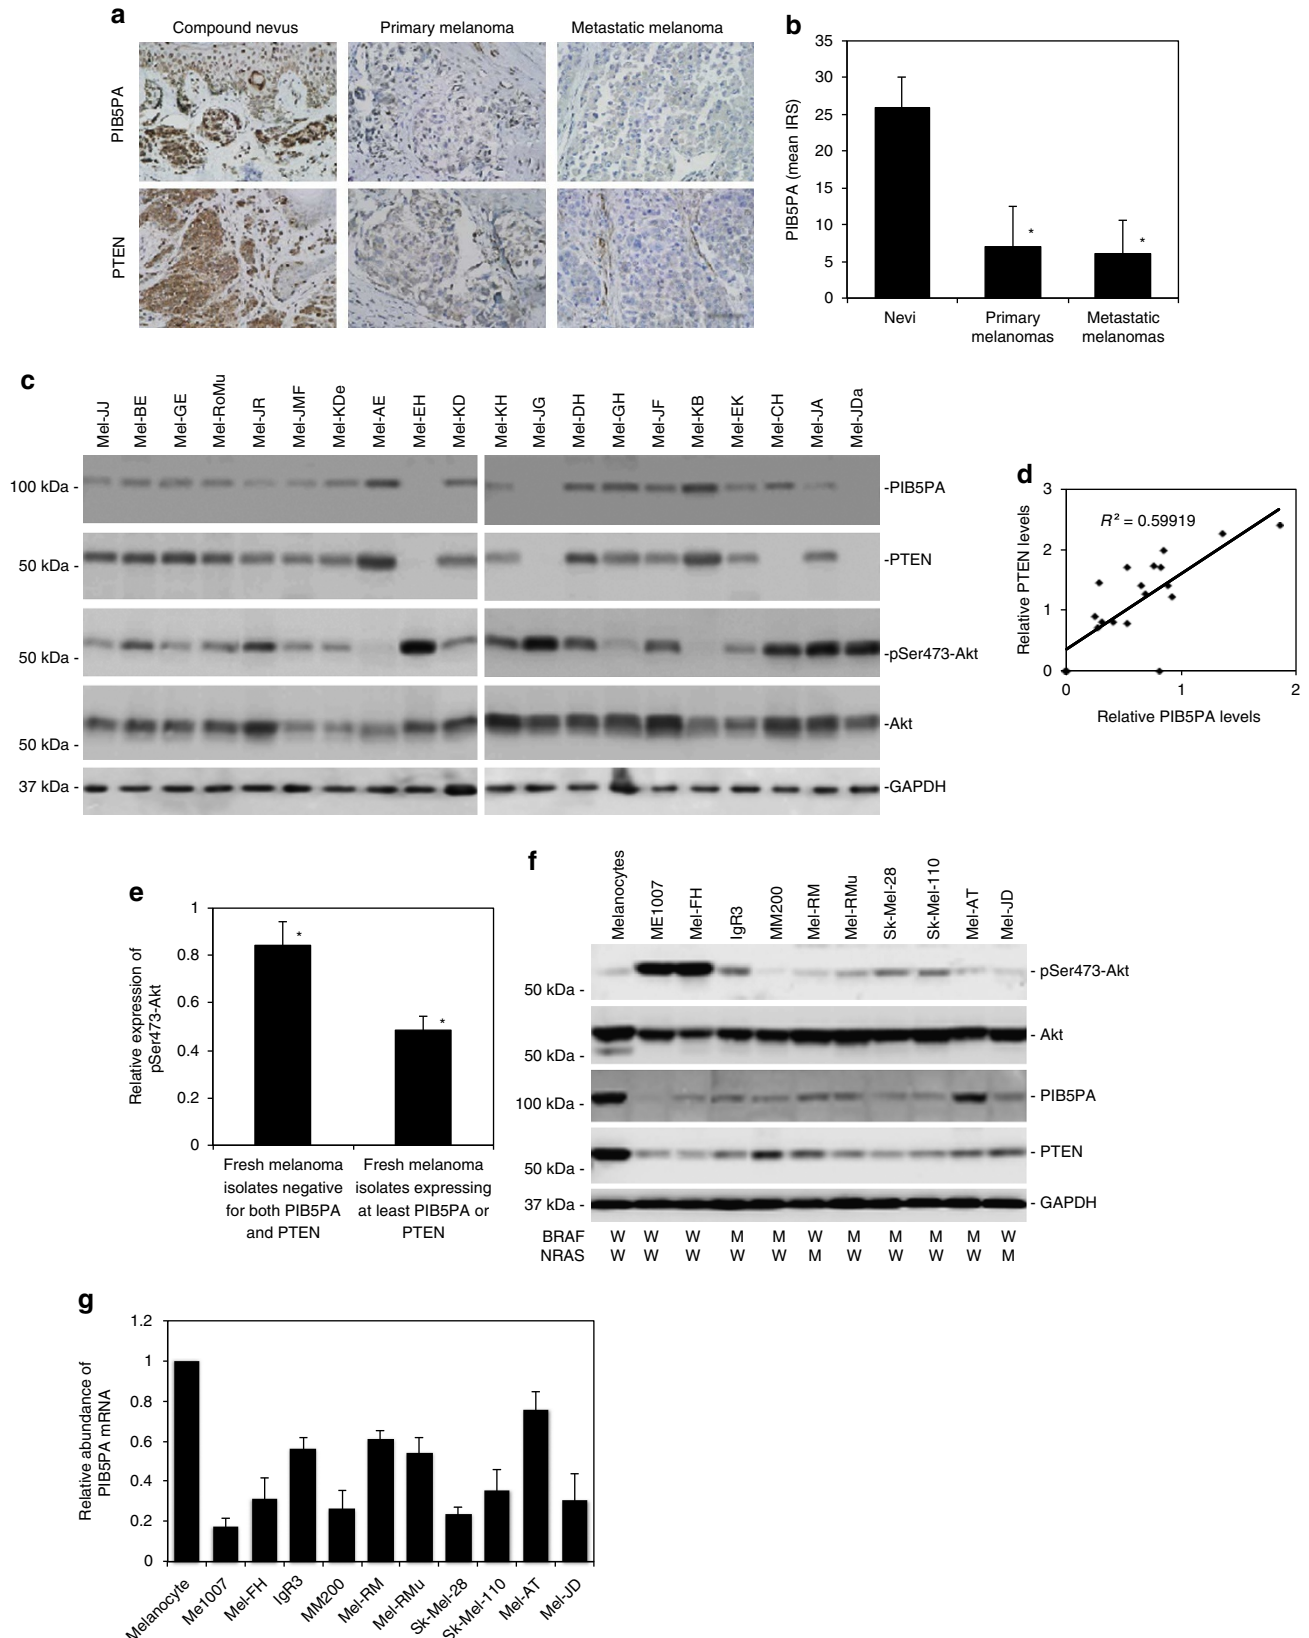 a
Compound nevus
Primary melanoma
Metastatic melanoma
PIB5PA
PTEN
b
PIB5PA (mean IRS)
35
30
25
20
15
10
5
0
*
*
Nevi
Primary
melanomas
Metastatic
melanomas
c
Mel-JJ
Mel-BE
Mel-GE
Mel-RoMu
Mel-JR
Mel-JMF
Mel-KDe
Mel-AE
Mel-EH
Mel-KD
Mel-KH
Mel-JG
Mel-DH
Mel-GH
Mel-JF
Mel-KB
Mel-EK
Mel-CH
Mel-JA
Mel-JDa
100 kDa -
-PIB5PA
50 kDa -
-PTEN
50 kDa -
-pSer473-Akt
50 kDa -
-Akt
37 kDa -
-GAPDH
d
Relative PTEN levels
3
2
1
0
R² = 0.59919
0
1
2
Relative PIB5PA levels
e
Relative expression of
pSer473-Akt
1
0.8
0.6
0.4
0.2
0
*
*
Fresh melanoma
isolates negative
for both PIB5PA
and PTEN
Fresh melanoma
isolates expressing
at least PIB5PA or
PTEN
f
Melanocytes
ME1007
Mel-FH
IgR3
MM200
Mel-RM
Mel-RMu
Sk-Mel-28
Sk-Mel-110
Mel-AT
Mel-JD
50 kDa -
- pSer473-Akt
50 kDa -
- Akt
100 kDa -
- PIB5PA
50 kDa -
- PTEN
37 kDa -
- GAPDH
BRAF W W W M M W M M M M W
NRAS W W W W W M W W W W M
g
Relative abundance of
PIB5PA mRNA
1.2
1
0.8
0.6
0.4
0.2
0
Melanocyte
Me1007
Mel-FH
IgR3
MM200
Mel-RM
Mel-RMu
Sk-Mel-28
Sk-Mel-110
Mel-AT
Mel-JD